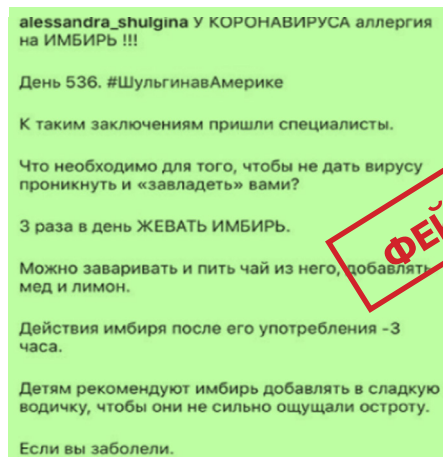 alessandra_shulgina У КОРОНАВИРУСА аллергия
на ИМБИРЬ !!!
День 536. #ШульгинавАмерике
К таким заключениям пришли специалисты.
Что необходимо для того, чтобы не дать вирусу
проникнуть и «завладеть» вами?
3 раза в день ЖЕВАТЬ ИМБИРЬ.
Можно заваривать и пить чай из него, добавлять
мед и лимон.
ФЕЙ
Действия имбиря после его употребления -3
часа.
Детям рекомендуют имбирь добавлять в сладкую
водичку, чтобы они не сильно ощущали остроту.
Если вы заболели.